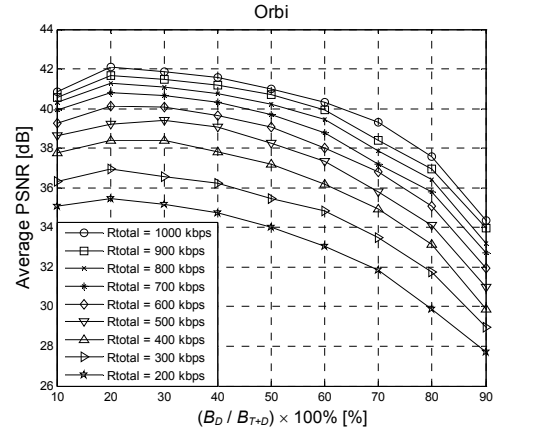 Orbi
Average PSNR [dB]
44
42
40
38
36
34
32
30
28
26
Rtotal = 1000 kbps
Rtotal = 900 kbps
Rtotal = 800 kbps
Rtotal = 700 kbps
Rtotal = 600 kbps
Rtotal = 500 kbps
Rtotal = 400 kbps
Rtotal = 300 kbps
Rtotal = 200 kbps
10 20 30 40 50 60 70 80 90
(B_D / B_T+D) × 100% [%]